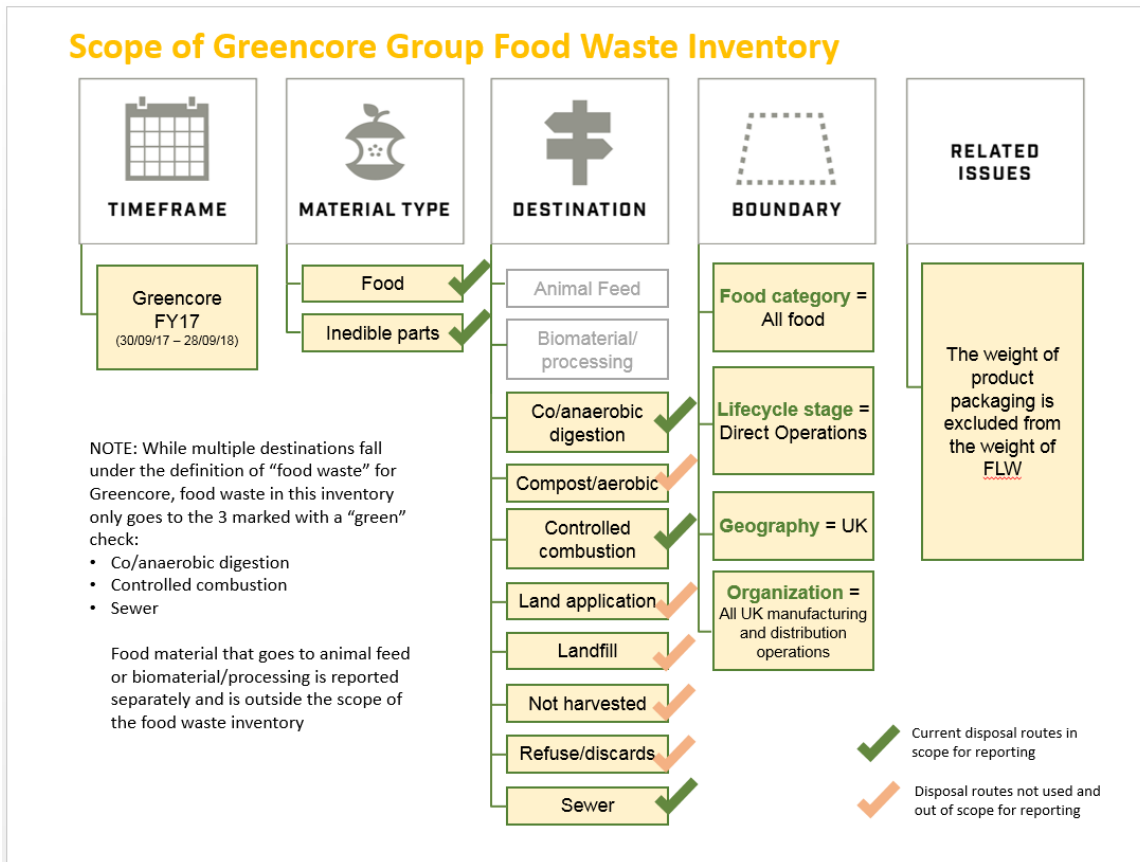 Scope of Greencore Group Food Waste Inventory
TIMEFRAME
Greencore
FY17
(30/09/17 – 28/09/18)
MATERIAL TYPE
Food
Inedible parts
DESTINATION
Animal Feed
Biomaterial/
processing
Co/anaerobic
digestion
Compost/aerobic
Controlled
combustion
Land application
Landfill
Not harvested
Refuse/discards
Sewer
BOUNDARY
Food category =
All food
Lifecycle stage =
Direct Operations
Geography = UK
Organization =
All UK manufacturing
and distribution
operations
RELATED
ISSUES
The weight of
product
packaging is
excluded from
the weight of
FLW
NOTE: While multiple destinations fall
under the definition of “food waste” for
Greencore, food waste in this inventory
only goes to the 3 marked with a “green”
check:
• Co/anaerobic digestion
• Controlled combustion
• Sewer
Food material that goes to animal feed
or biomaterial/processing is reported
separately and is outside the scope of
the food waste inventory
Current disposal routes in
scope for reporting
Disposal routes not used and
out of scope for reporting